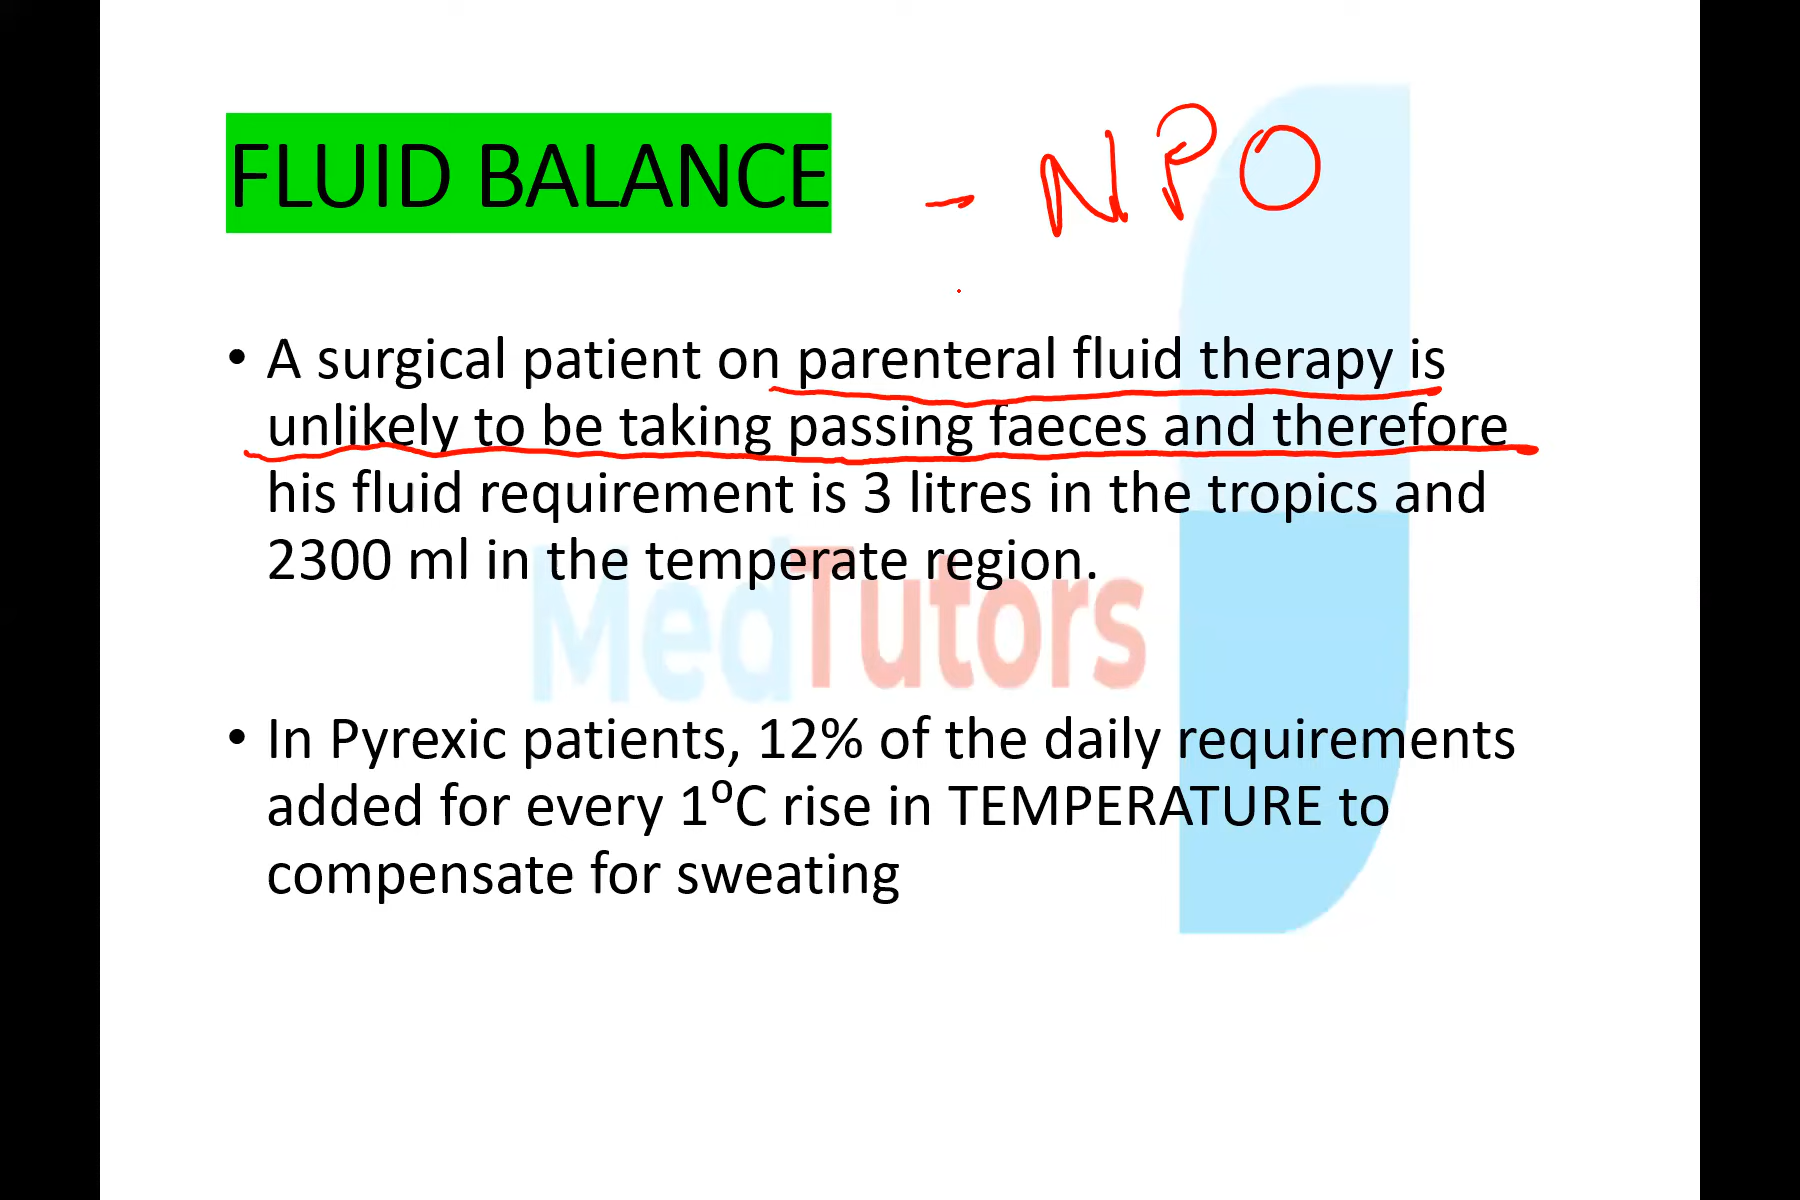 FLUID BALANCE - NPO
• A surgical patient on parenteral fluid therapy is
unlikely to be taking passing faeces and therefore
his fluid requirement is 3 litres in the tropics and
2300 ml in the temperate region.
MedTutors
• In Pyrexic patients, 12% of the daily requirements
added for every 1⁰C rise in TEMPERATURE to
compensate for sweating